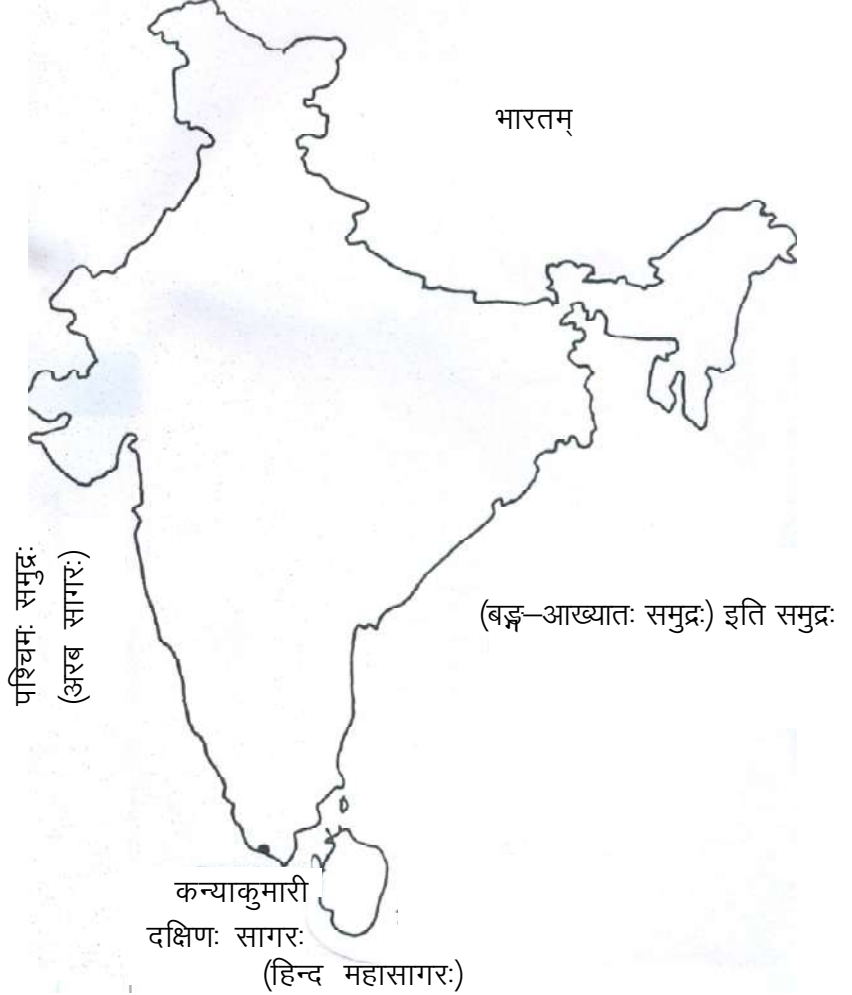 भारतम्
पश्चिमः समुद्रः
(अरब सागरः)
(बङ्ग–आख्यातः समुद्रः) इति समुद्रः
कन्याकुमारी
दक्षिणः सागरः
(हिन्द महासागरः)